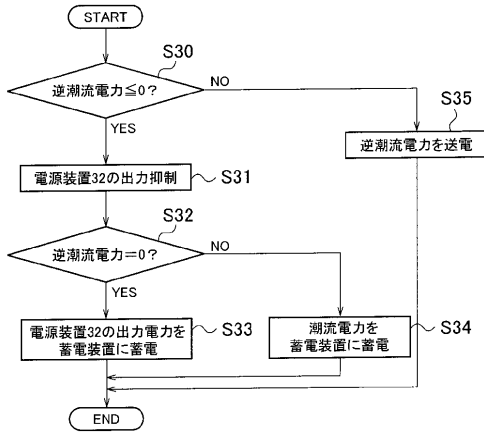 START
S30
逆潮流電力≦0?
NO
YES
S35
逆潮流電力を送電
電源装置32の出力抑制
S31
S32
逆潮流電力=0?
NO
YES
電源装置32の出力電力を
蓄電装置に蓄電
S33
潮流電力を
蓄電装置に蓄電
S34
END